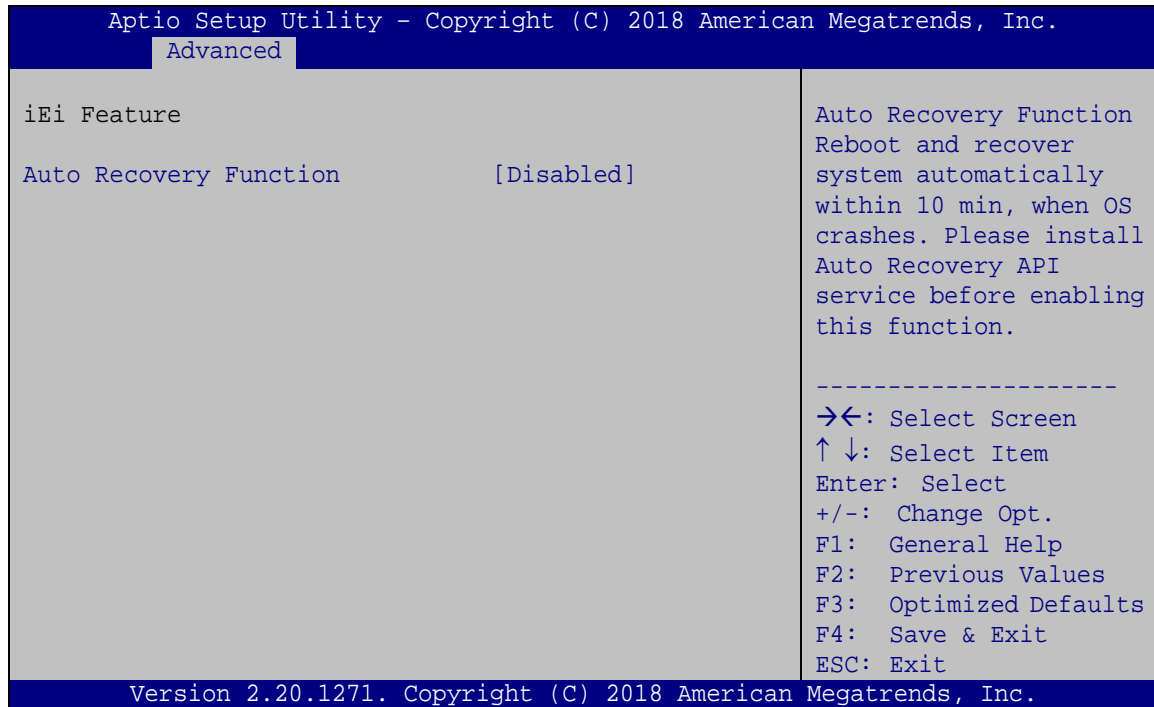 Aptio Setup Utility – Copyright (C) 2018 American Megatrends, Inc.
Advanced
iEi Feature
Auto Recovery Function [Disabled]
Auto Recovery Function
Reboot and recover
system automatically
within 10 min, when OS
crashes. Please install
Auto Recovery API
service before enabling
this function.
---------------------
→←: Select Screen
↑ ↓: Select Item
Enter: Select
+/-: Change Opt.
F1: General Help
F2: Previous Values
F3: Optimized Defaults
F4: Save & Exit
ESC: Exit
Version 2.20.1271. Copyright (C) 2018 American Megatrends, Inc.